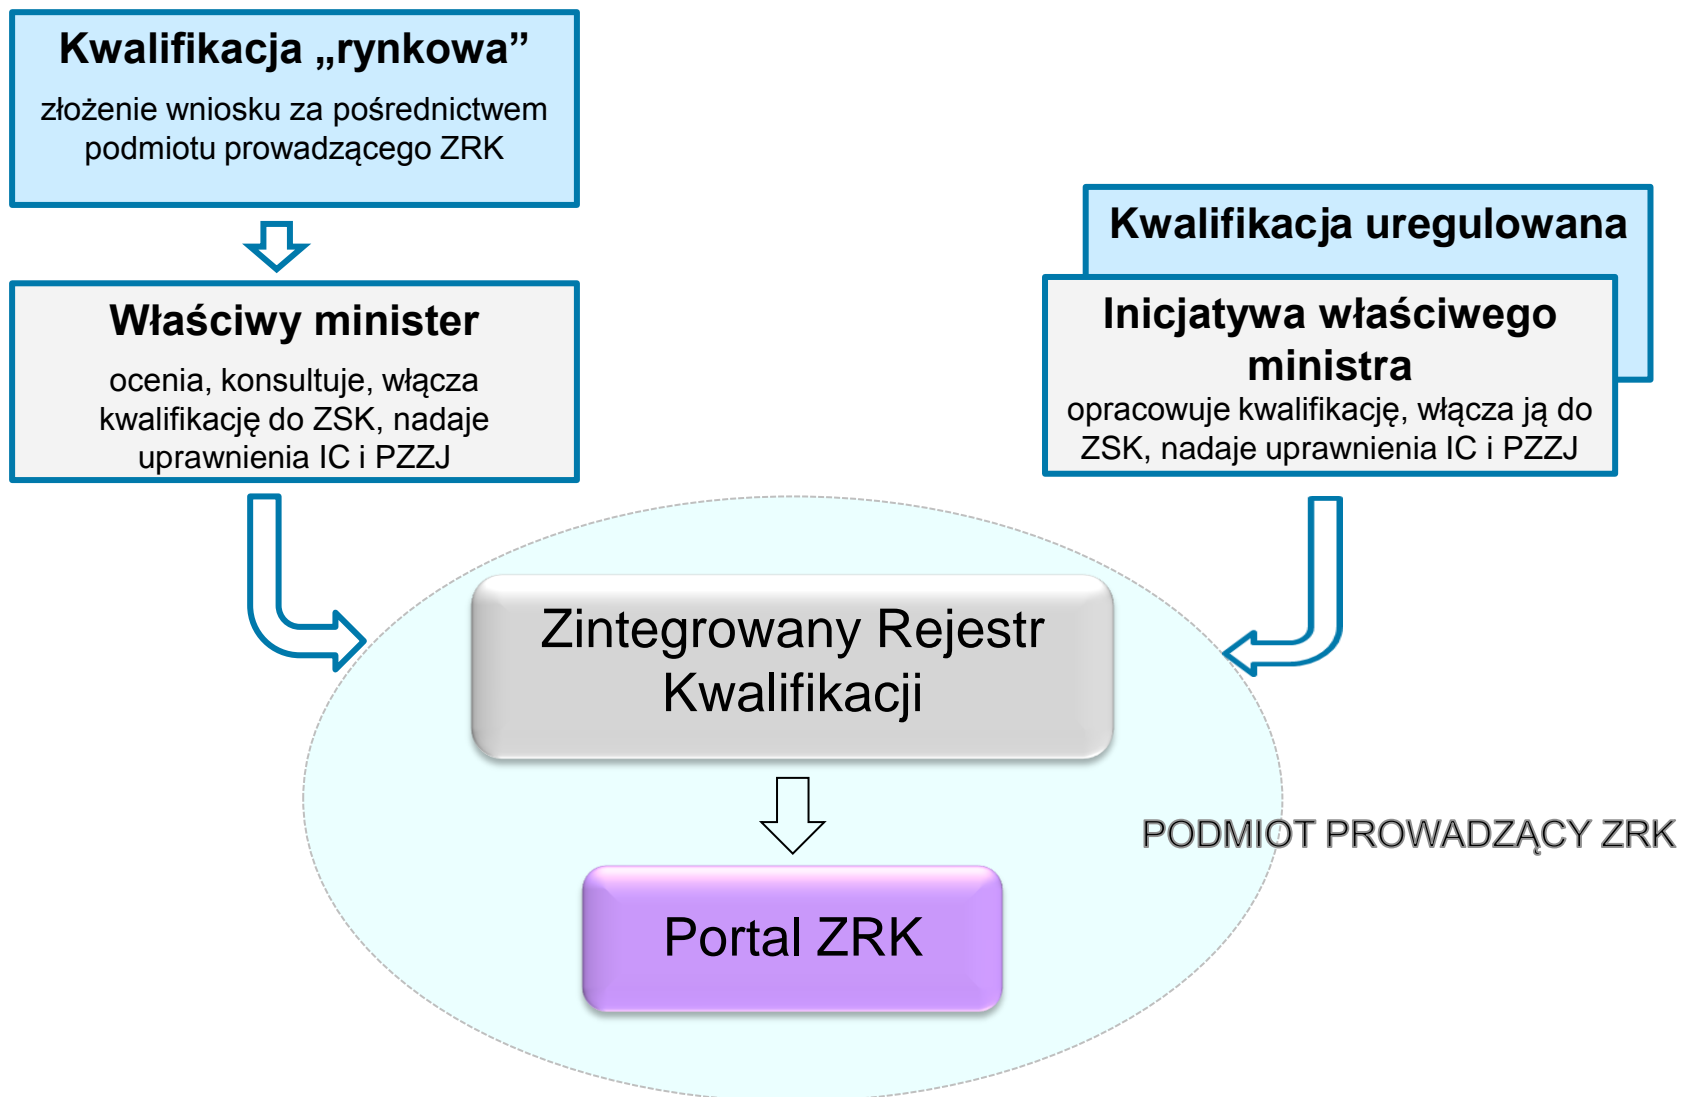 Kwalifikacja „rynkowa”
złożenie wniosku za pośrednictwem
podmiotu prowadzącego ZRK
Właściwy minister
ocenia, konsultuje, włącza
kwalifikację do ZSK, nadaje
uprawnienia IC i PZZJ
Kwalifikacja uregulowana
Inicjatywa właściwego
ministra
opracowuje kwalifikację, włącza ją do
ZSK, nadaje uprawnienia IC i PZZJ
Zintegrowany Rejestr
Kwalifikacji
PODMIOT PROWADZĄCY ZRK
Portal ZRK